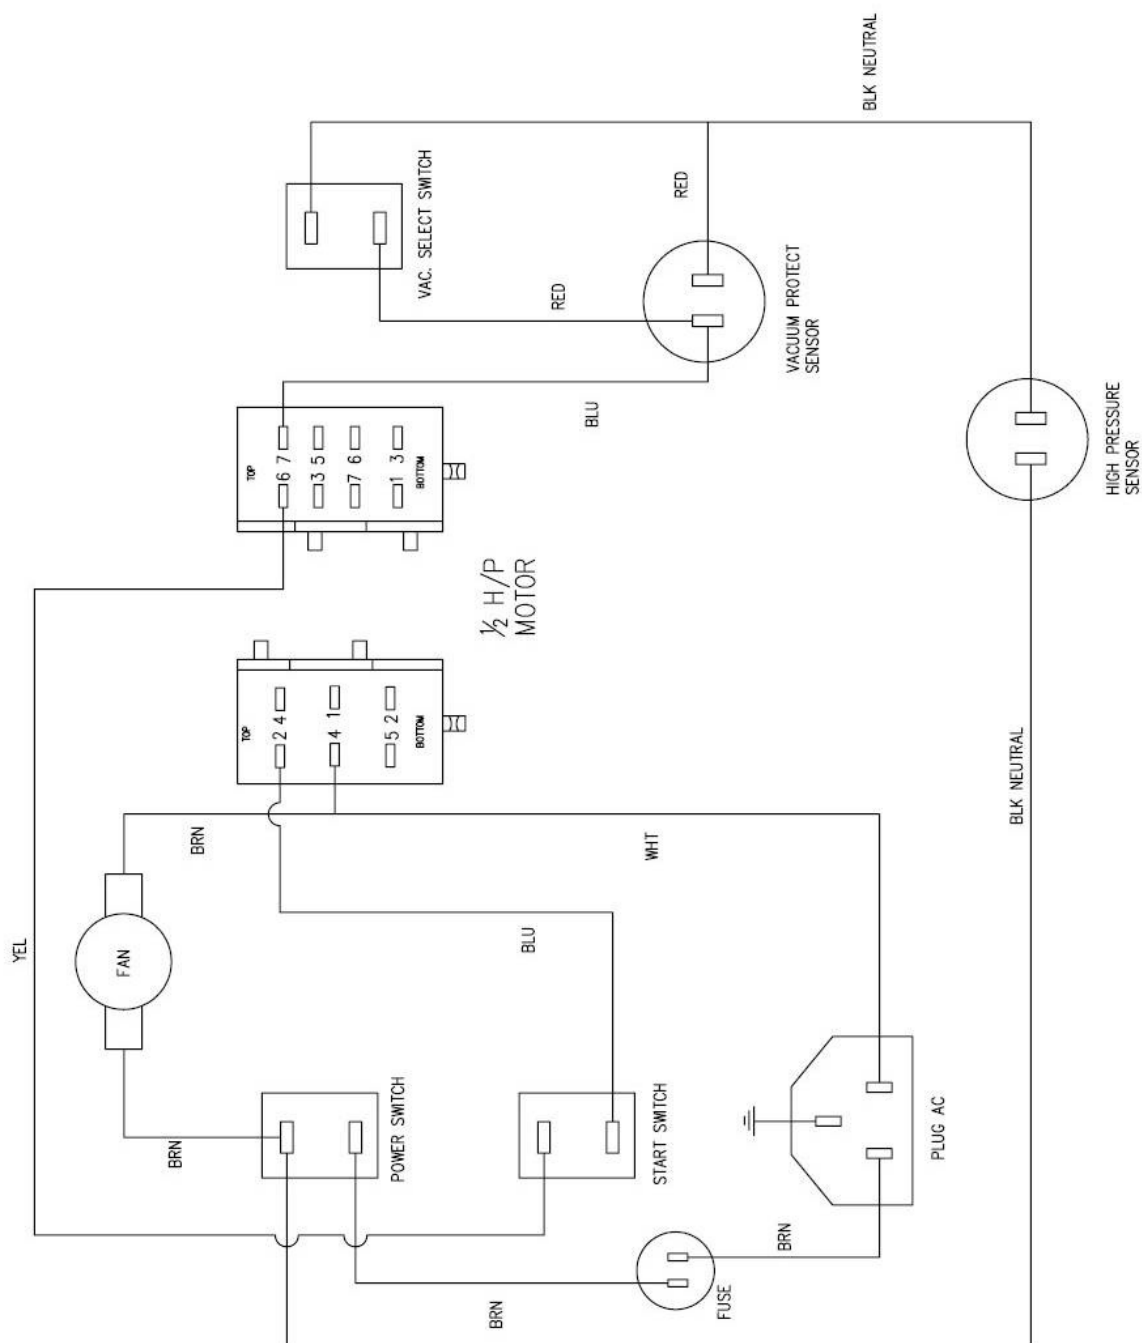 BLK NEUTRAL
VAC. SELECT SWITCH
RED
RED
VACUUM PROTECT
SENSOR
BLU
HIGH PRESSURE
SENSOR
TOP
6 7
3 5
7 6
1 3
BOTTOM
½ H/P
MOTOR
TOP
2 4
4 1
5 2
BOTTOM
BLK NEUTRAL
BRN
WHT
YEL
FAN
BLU
BRN
POWER SWITCH
START SWITCH
PLUG AC
BRN
FUSE
BRN